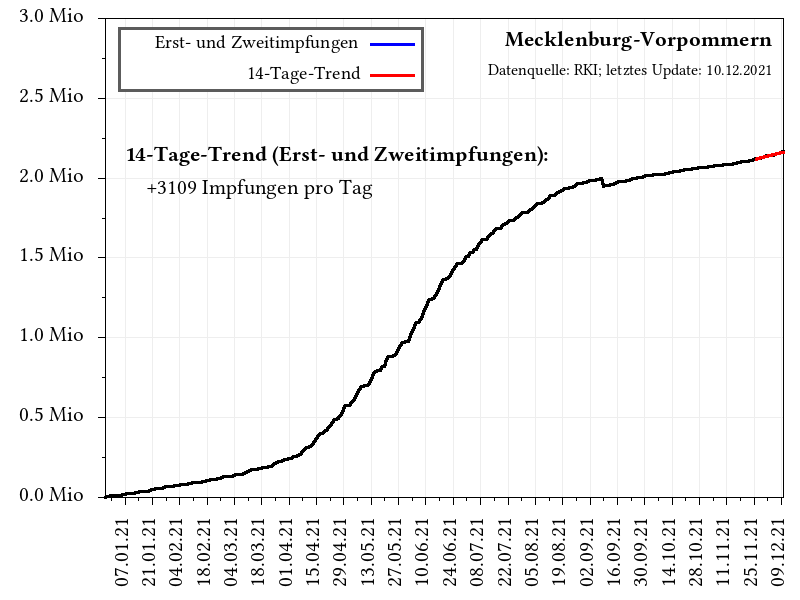 3.0 Mio
2.5 Mio
2.0 Mio
1.5 Mio
1.0 Mio
0.5 Mio
0.0 Mio
Erst- und Zweitimpfungen
14-Tage-Trend
Mecklenburg-Vorpommern
Datenquelle: RKI; letztes Update: 10.12.2021
14-Tage-Trend (Erst- und Zweitimpfungen):
+3109 Impfungen pro Tag
07.01.21
21.01.21
04.02.21
18.02.21
04.03.21
18.03.21
01.04.21
15.04.21
29.04.21
13.05.21
27.05.21
10.06.21
24.06.21
08.07.21
22.07.21
05.08.21
19.08.21
02.09.21
16.09.21
30.09.21
14.10.21
28.10.21
11.11.21
25.11.21
09.12.21